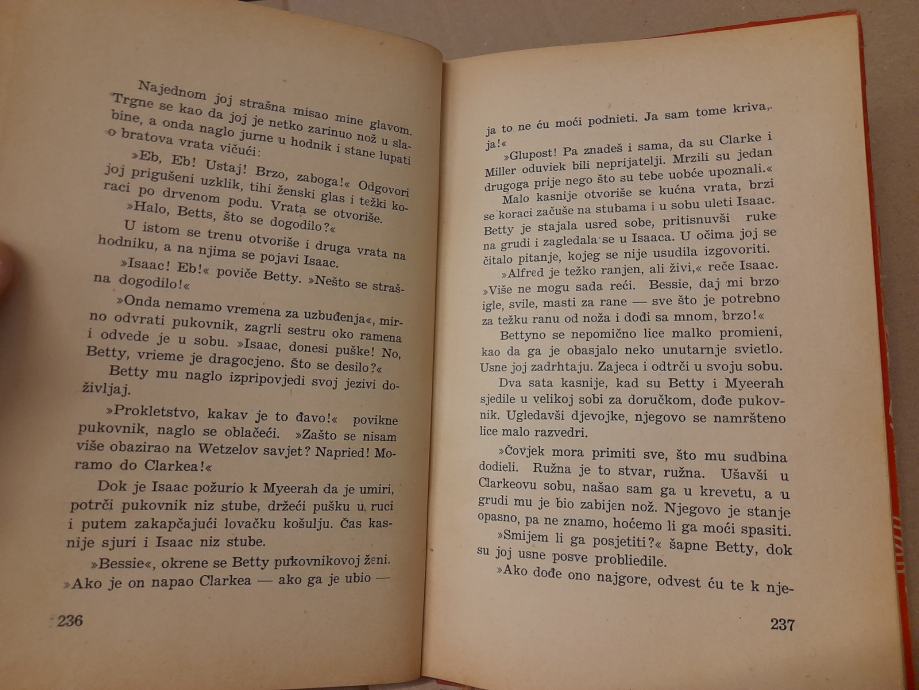 Najednom joj strašna misao mine glavom.
Trgne se kao da joj je netko zarinuo nož u sla-
bine, a onda naglo jurne u hodnik i stane lupati
o bratova vrata vičući:
»Eb, Eb! Ustaj! Brzo, zaboga!« Odgovori
joj prigušeni uzklik, tihi ženski glas i težki ko-
raci po drvenom podu. Vrata se otvoriše.
»Halo, Betts, što se dogodilo?«
U istom se trenu otvoriše i druga vrata na
hodniku, a na njima se pojavi Isaac.
»Isaac! Eb!« poviče Betty. »Nešto se straš-
na dogodilo!«
»Onda nemamo vremena za uzbuđenja«, mir-
no odvrati pukovnik, zagrli sestru oko ramena
i odvede je u sobu. »Isaac, donesi puške! No,
Betty, vrieme je dragocjeno. Što se desilo?«
Betty mu naglo izpripovjedi svoj jezivi do-
življaj.
»Prokletstvo, kakav je to đavo!« povikne
pukovnik, naglo se oblačeći. »Zašto se nisam
više obazirao na Wetzelov savjet? Napried! Mo-
ramo do Clarkea!«
Dok je Isaac požurio k Myeerah da je umiri,
potrči pukovnik niz stube, držeći pušku u ruci
i putem zakapčajući lovačku košulju. Čas kas-
nije sjuri i Isaac niz stube.
»Bessie«, okrene se Betty pukovnikovoj ženi.
»Ako je on napao Clarkea — ako ga je ubio —
236
ja to ne ću moći podnieti. Ja sam tome kriva,
ja!«
»Glupost! Pa znadeš i sama, da su Clarke i
Miller oduviek bili neprijatelji. Mrzili su jedan
drugoga prije nego što su tebe uobće upoznali.«
Malo kasnije otvoriše se kućna vrata, brzi
se koraci začuše na stubama i u sobu uleti Isaac.
Betty je stajala usred sobe, pritisnuvši ruke
na grudi i zagledala se u Isaaca. U očima joj se
čitalo pitanje, kojeg se nije usudila izgovoriti.
»Alfred je težko ranjen, ali živi,« reče Isaac.
»Više ne mogu sada reći. Bessie, daj mi brzo
igle, svile, masti za rane — sve što je potrebno
za težku ranu od noža i dođi sa mnom, brzo!«
Bettyno se nepomično lice malko promieni,
kao da ga je obasjalo neko unutarnje svietlo.
Usne joj zadrhtaju. Zajeca i odtrči u svoju sobu.
Dva sata kasnije, kad su Betty i Myeerah
sjedile u velikoj sobi za doručkom, dođe pukov-
nik. Ugledavši djevojke, njegovo se namršteno
lice malo razvedri.
»Čovjek mora primiti sve, što mu sudbina
dodieli. Ružna je to stvar, ružna. Ušavši u
Clarkeovu sobu, našao sam ga u krevetu, a u
grudi mu je bio zabijen nož. Njegovo je stanje
opasno, pa ne znamo, hoćemo li ga moći spasiti.
»Smijem li ga posjetiti?« šapne Betty, dok
su joj usne posve probliedile.
»Ako dođe ono najgore, odvest ću te k nje-
237